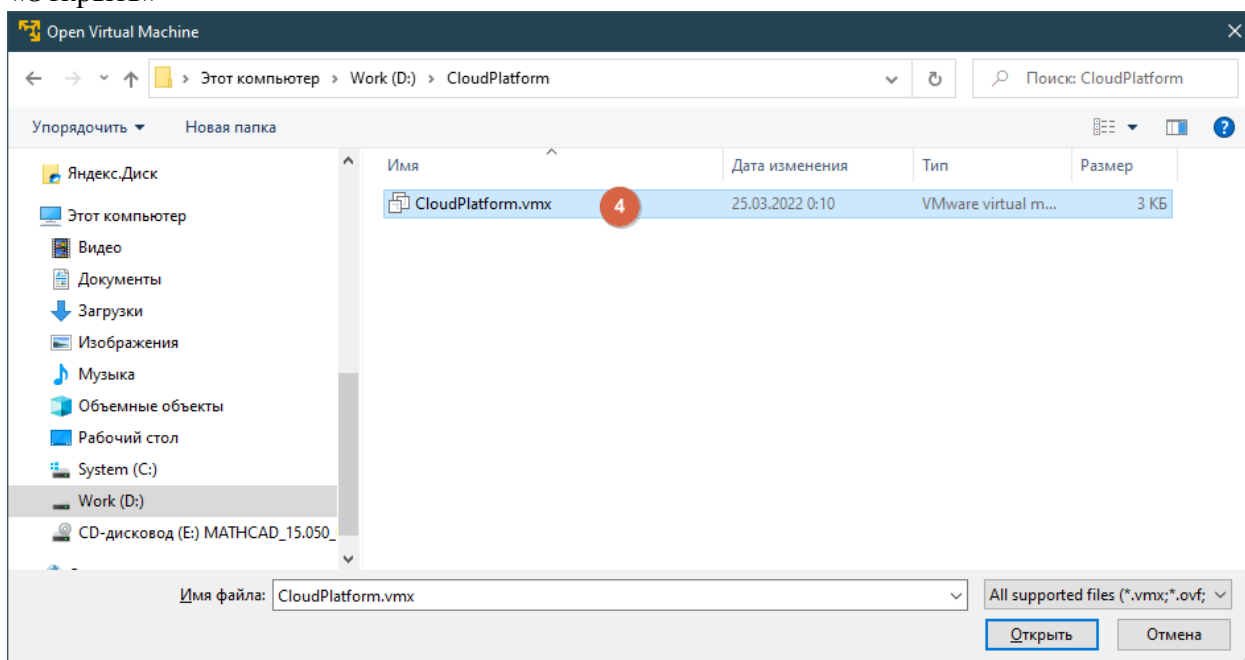 «Открыть»
Open Virtual Machine
Этот компьютер > Work (D:) > CloudPlatform
Поиск: CloudPlatform
Упорядочить
Новая папка
Имя
Дата изменения
Тип
Размер
CloudPlatform.vmx
4
25.03.2022 0:10
VMware virtual m...
3 КБ
Яндекс.Диск
Этот компьютер
Видео
Документы
Загрузки
Изображения
Музыка
Объемные объекты
Рабочий стол
System (C:)
Work (D:)
CD-дисковод (E:) MATHCAD_15.050_
Имя файла:
CloudPlatform.vmx
All supported files (*.vmx;*.ovf;
Открыть
Отмена